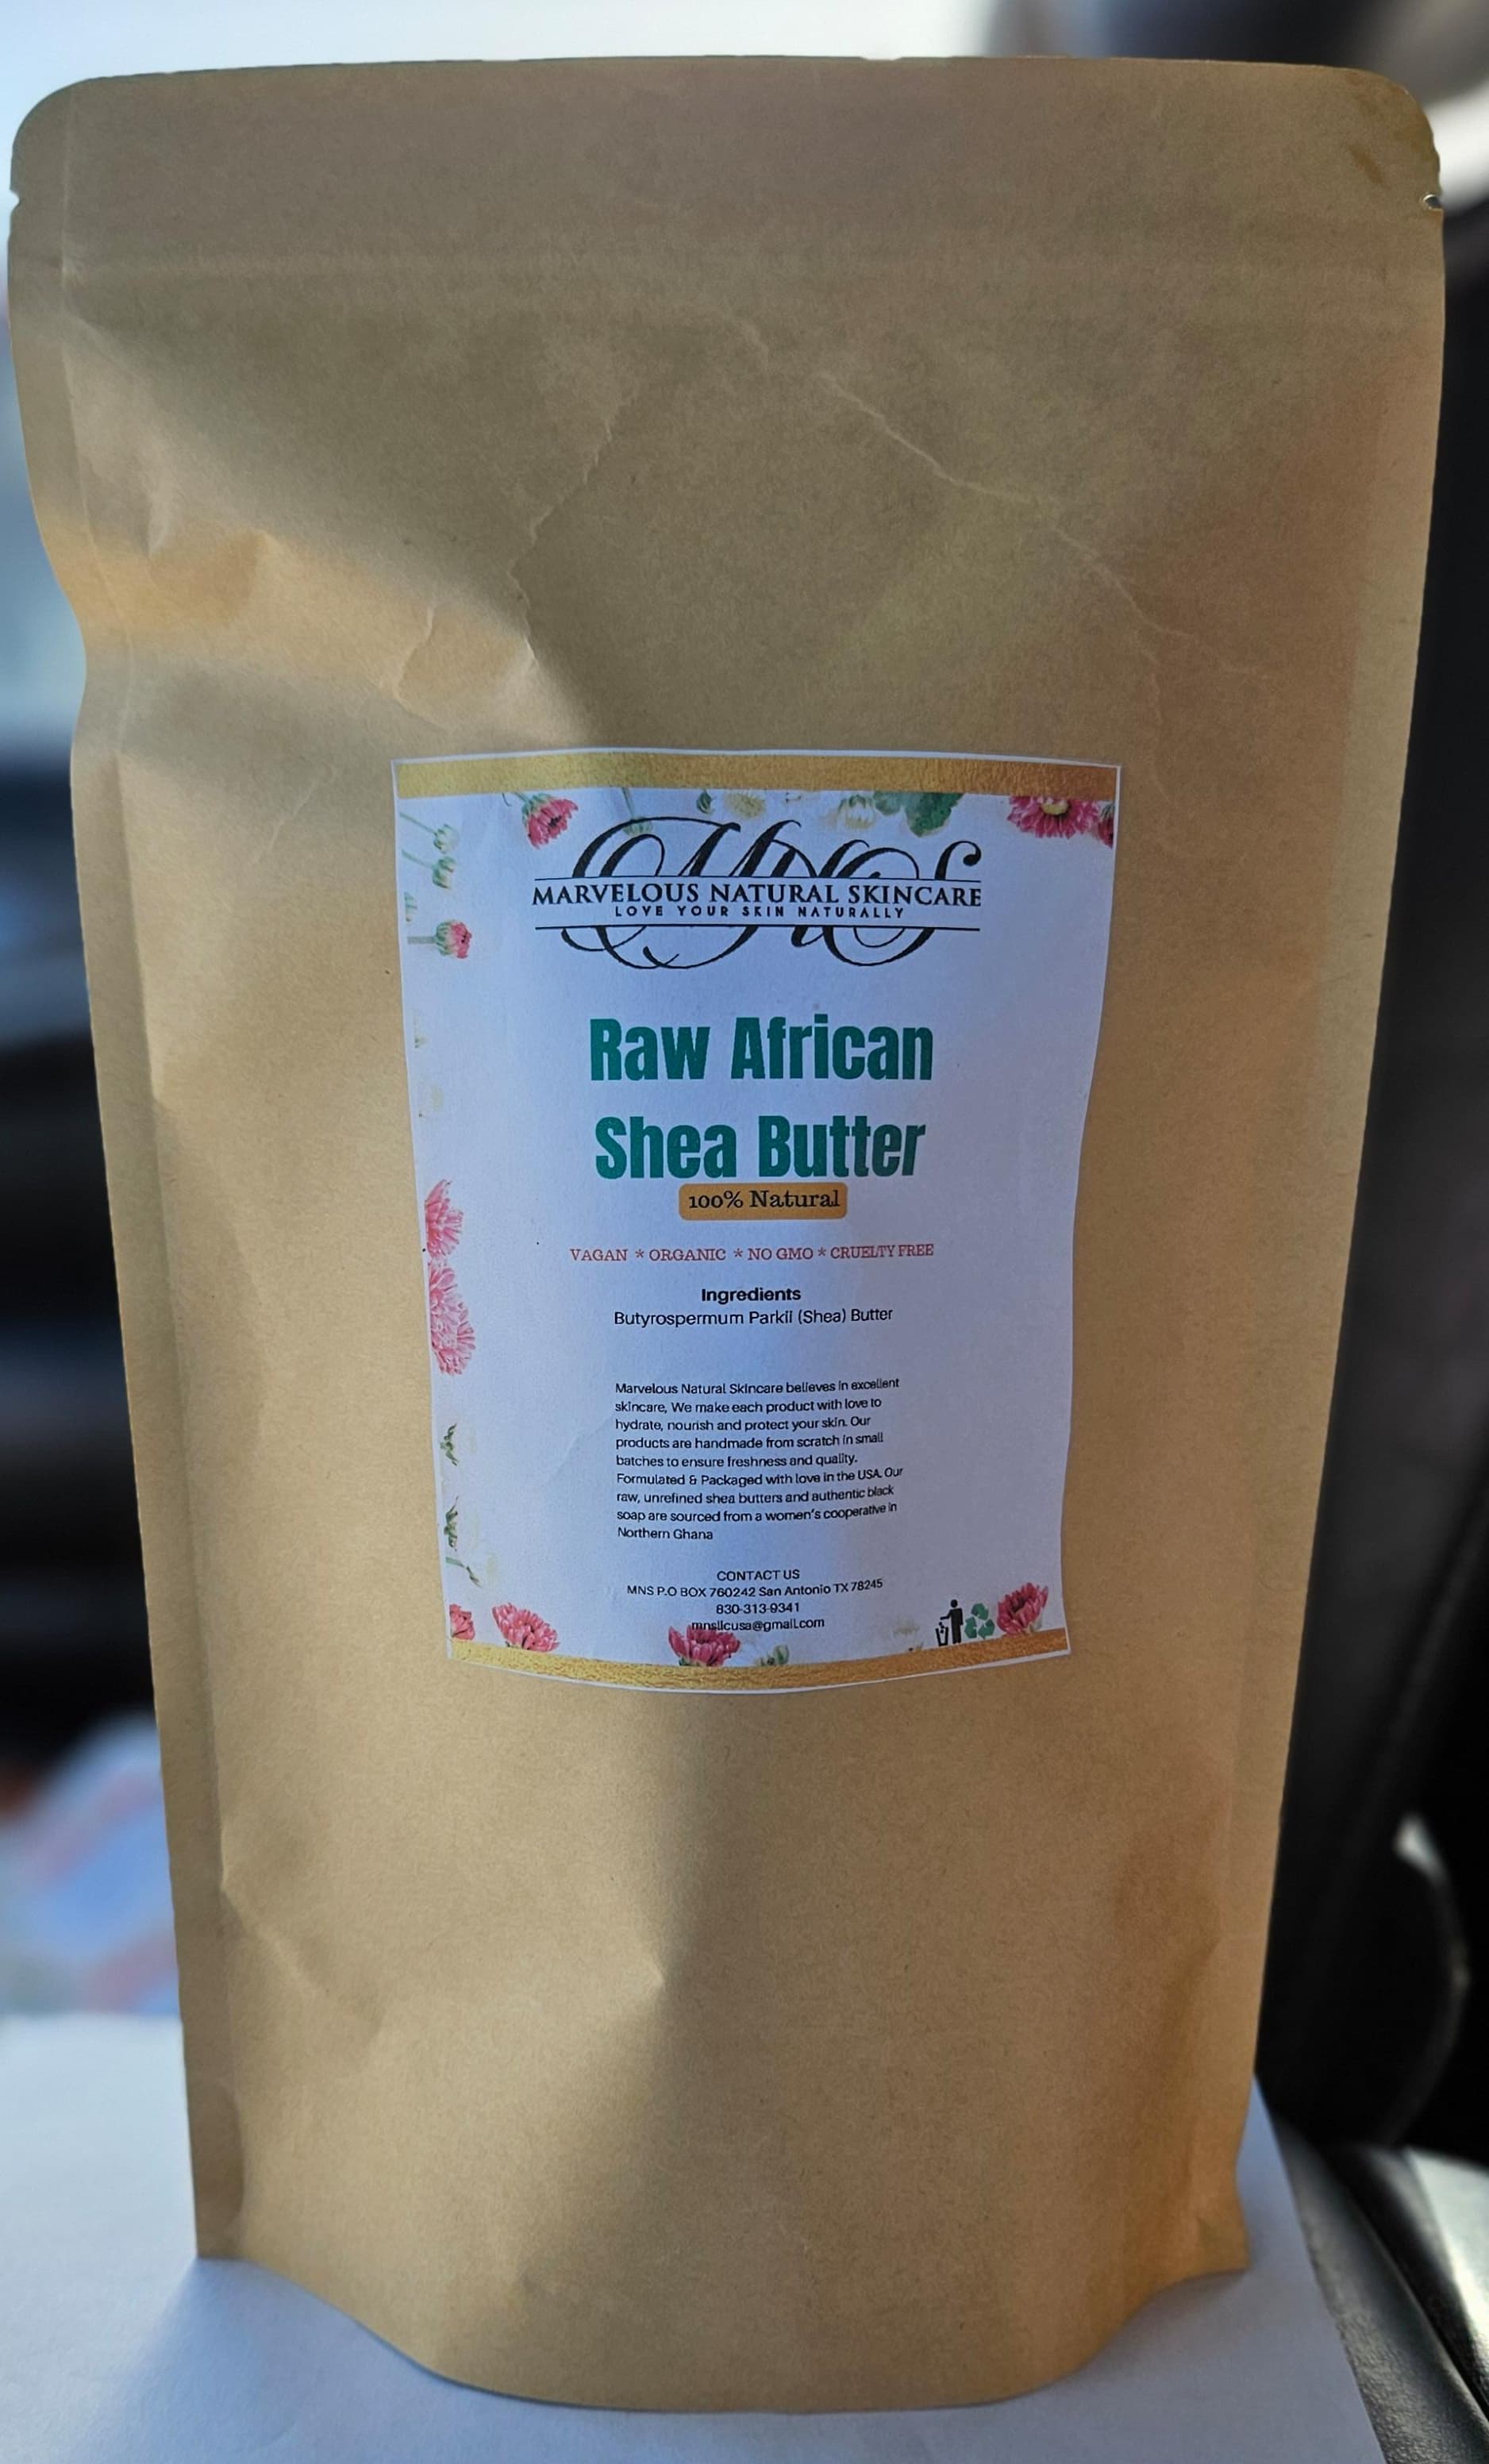 MNS
MARVELOUS NATURAL SKINCARE
LOVE YOUR SKIN NATURALLY
Raw African
Shea Butter
100% Natural
VAGAN * ORGANIC * NO GMO * CRUELTY FREE
Ingredients
Butyrospermum Parkii (Shea) Butter
Marvelous Natural Skincare believes in excellent
skincare, We make each product with love to
hydrate, nourish and protect your skin. Our
products are handmade from scratch in small
batches to ensure freshness and quality.
Formulated & Packaged with love in the USA. Our
raw, unrefined shea butters and authentic black
soap are sourced from a women's cooperative in
Northern Ghana
CONTACT US
MNS P.O BOX 760242 San Antonio TX 78245
830-313-9341
mnsllcusa@gmail.com